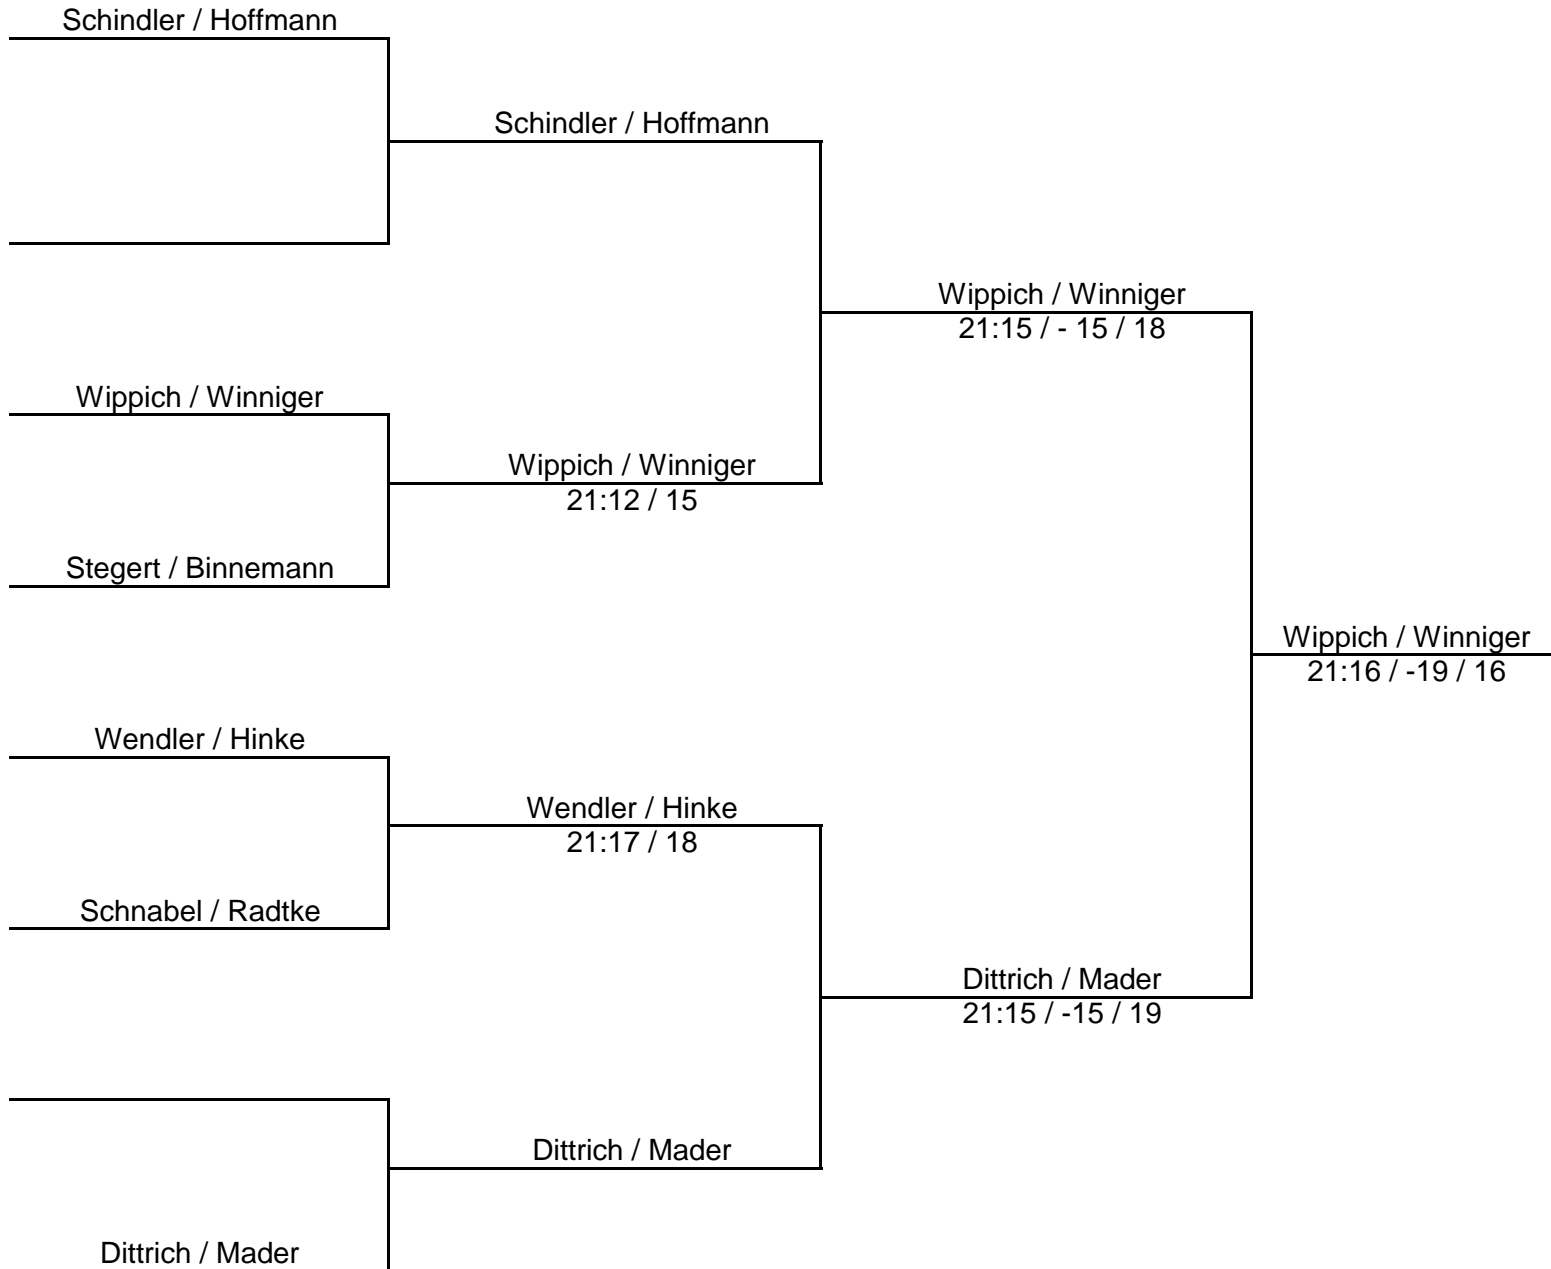 Schindler / Hoffmann
Schindler / Hoffmann
Wippich / Winniger
21:15 / - 15 / 18
Wippich / Winniger
Wippich / Winniger
21:12 / 15
Stegert / Binnemann
Wippich / Winniger
21:16 / -19 / 16
Wendler / Hinke
Wendler / Hinke
21:17 / 18
Schnabel / Radtke
Dittrich / Mader
21:15 / -15 / 19
Dittrich / Mader
Dittrich / Mader